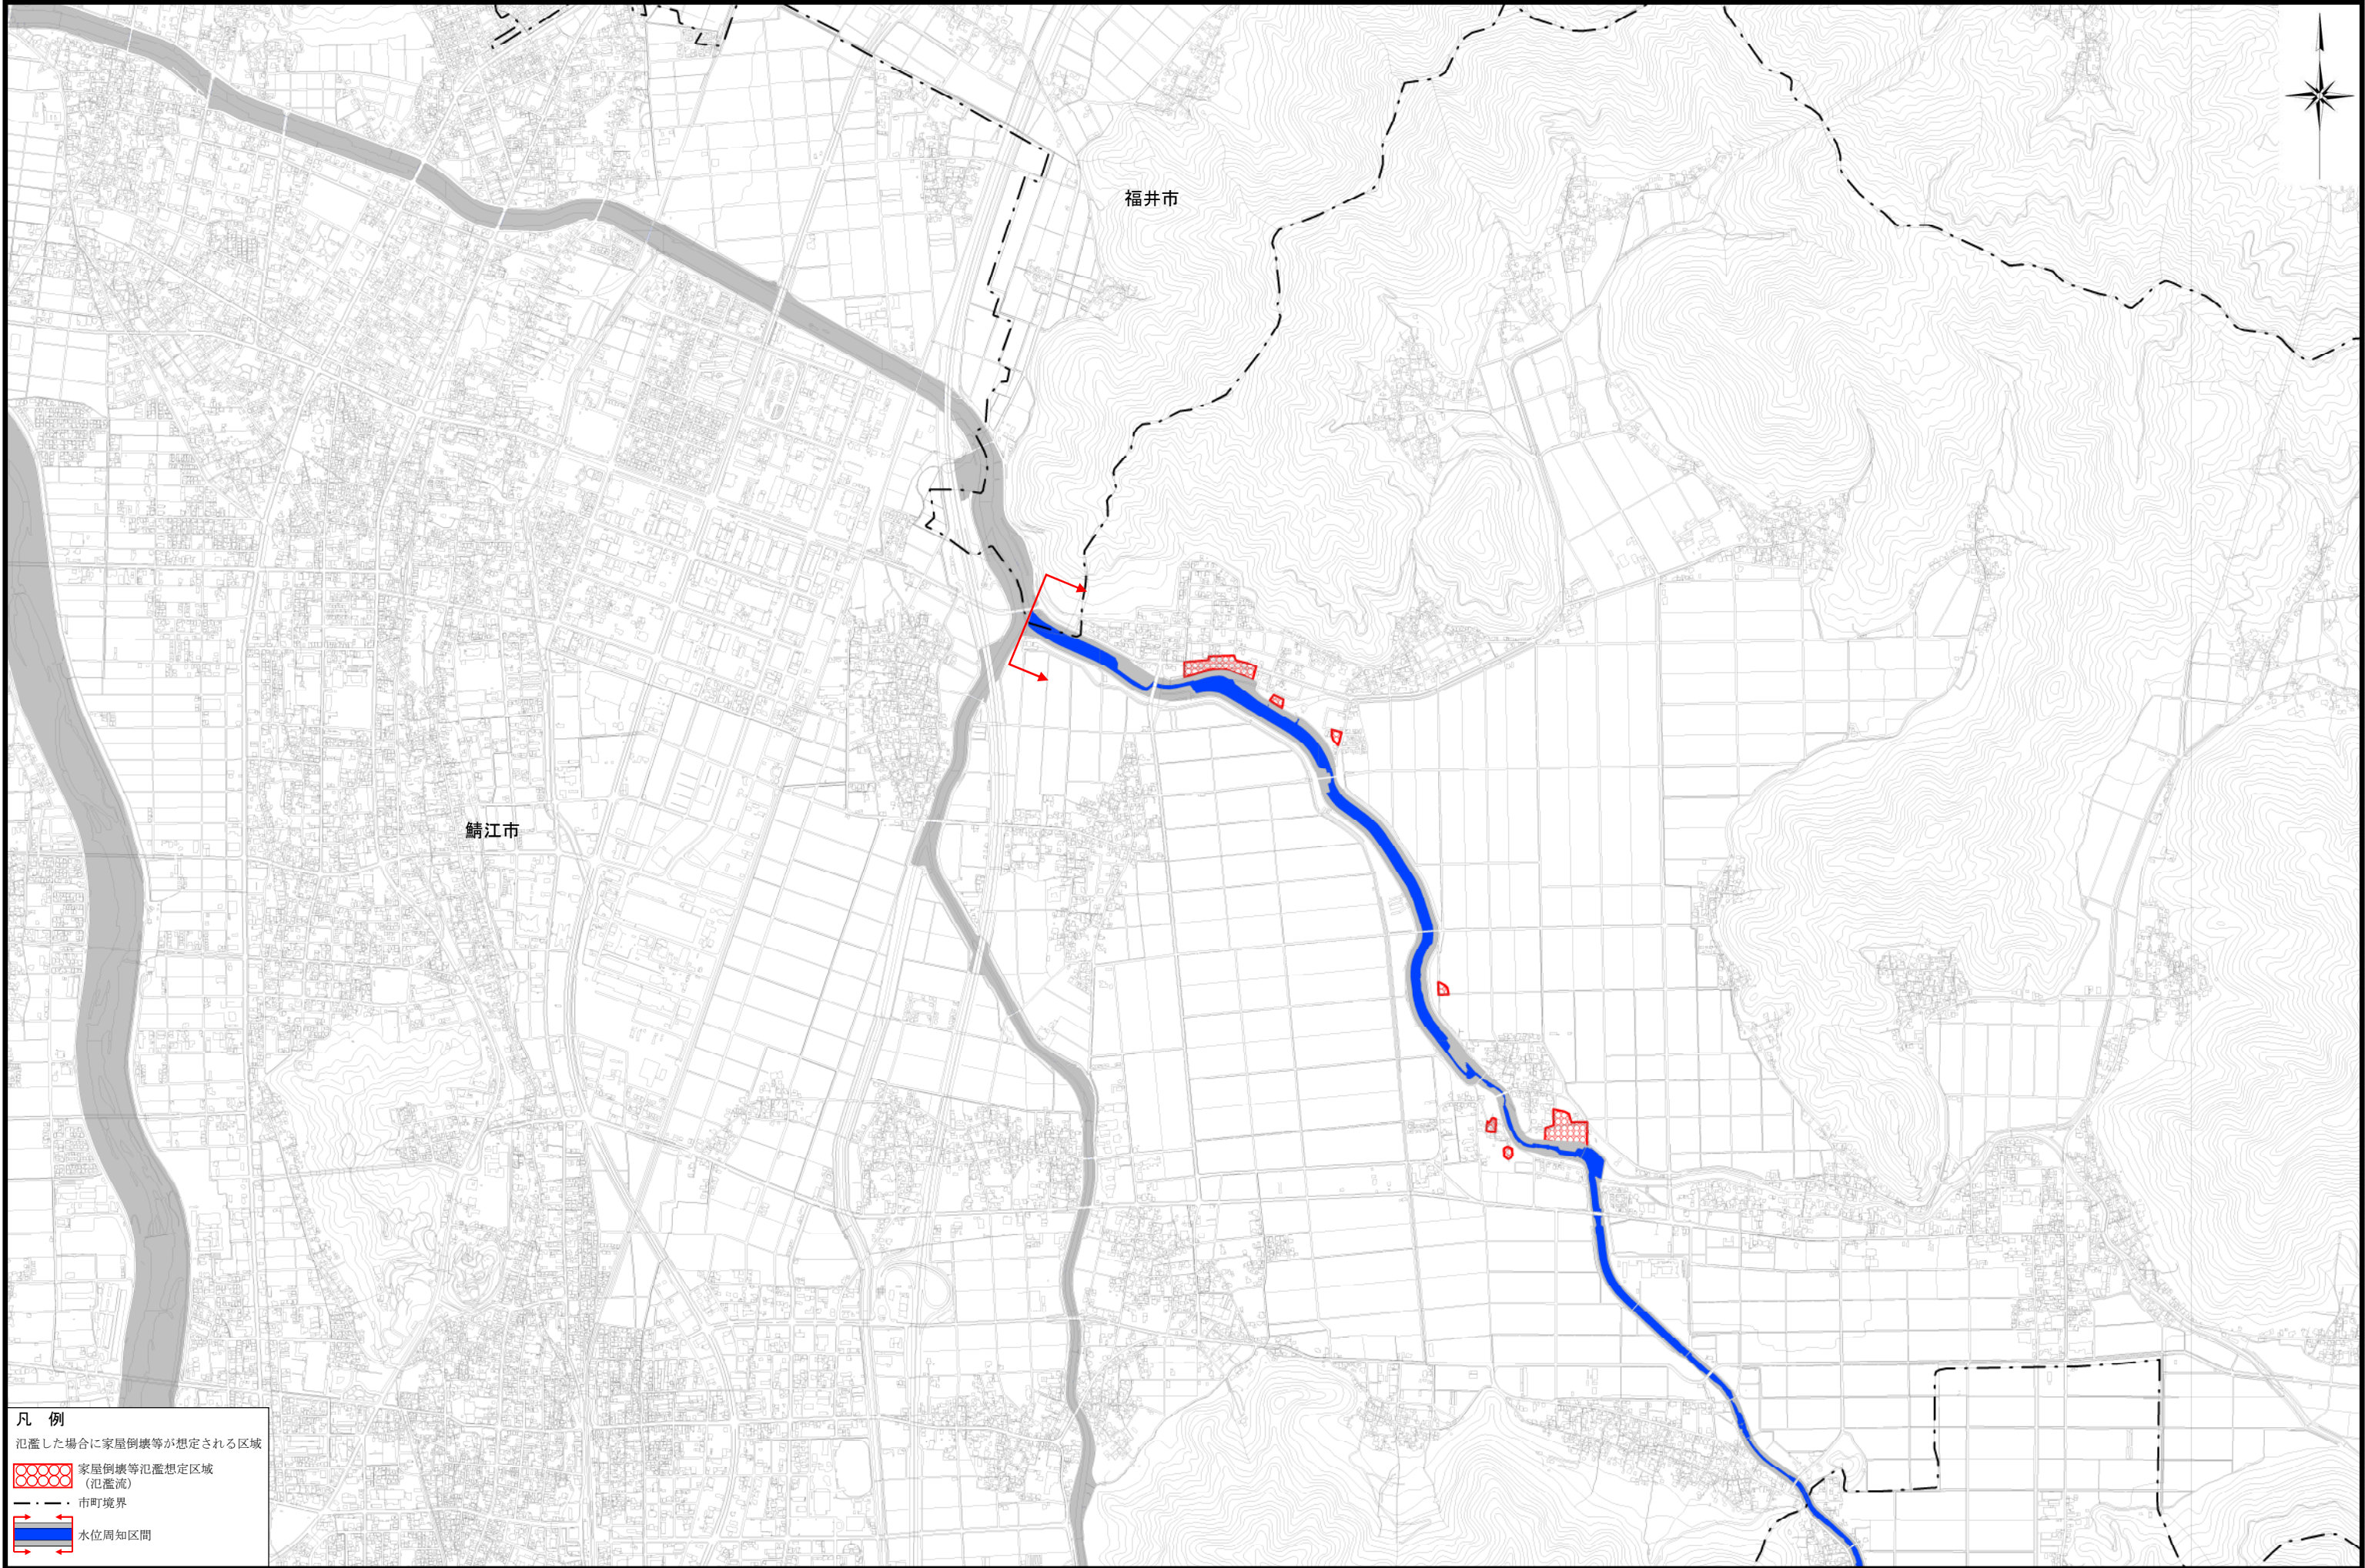 福井市
鯖江市
凡 例
氾濫した場合に家屋倒壊等が想定される区域
家屋倒壊等氾濫想定区域
（氾濫流）
市町境界
水位周知区間